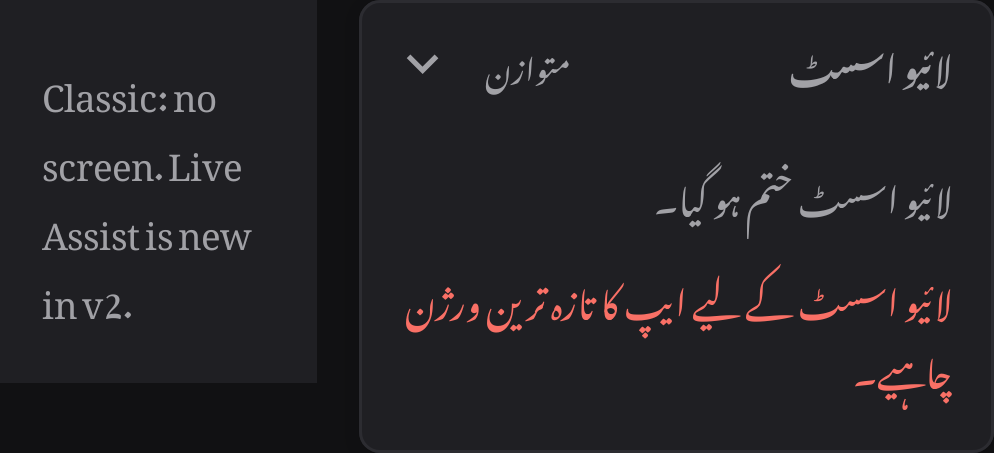 Classic: no
screen. Live
Assist is new
in v2.
لائیو اسسٹ
متوازن
لائیو اسسٹ ختم ہو گیا۔
لائیو اسسٹ کے لیے ایپ کا تازہ ترین ورژن
چاہیے۔